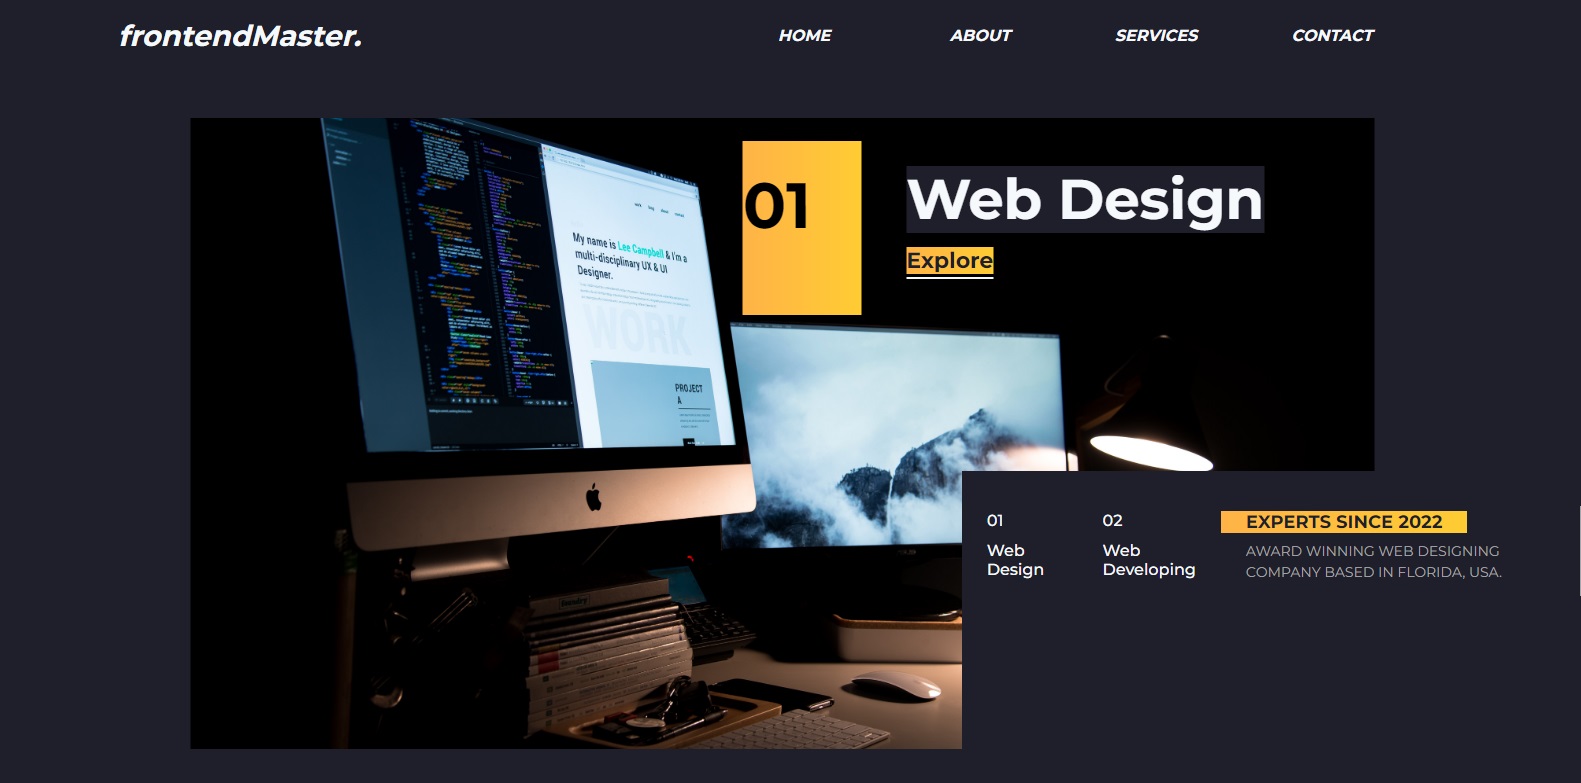 frontendMaster.
HOME ABOUT SERVICES CONTACT
01
Web Design
Explore
My name is Lee Campbell & I'm a
multi-disciplinary UX & UI
Designer.
WORK
PROJECT
A
01
Web
Design
02
Web
Developing
EXPERTS SINCE 2022
AWARD WINNING WEB DESIGNING
COMPANY BASED IN FLORIDA, USA.